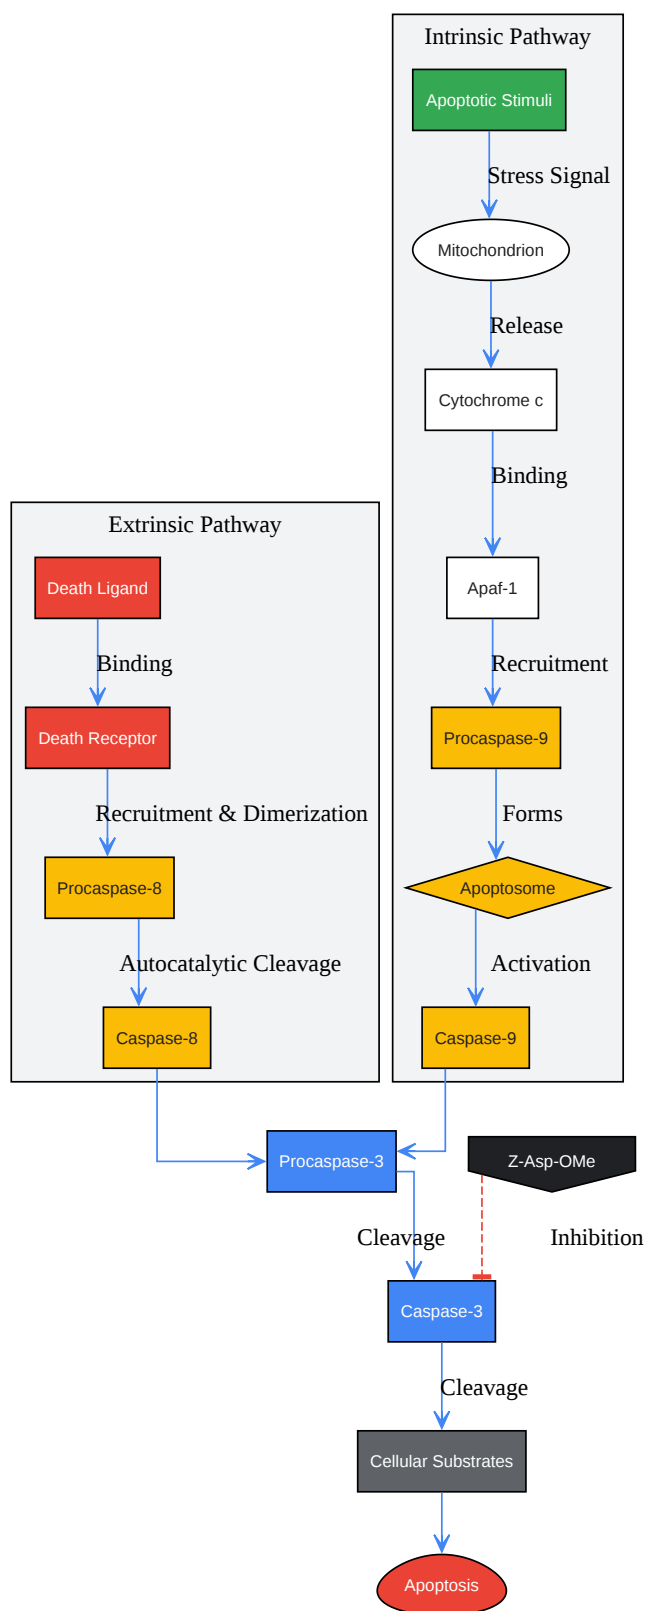 Intrinsic Pathway
Apoptotic Stimuli
Stress Signal
Mitochondrion
Release
Cytochrome c
Binding
Apaf-1
Recruitment
Procaspase-9
Forms
Apoptosome
Activation
Caspase-9
Extrinsic Pathway
Death Ligand
Binding
Death Receptor
Recruitment & Dimerization
Procaspase-8
Autocatalytic Cleavage
Caspase-8
Procaspase-3
Z-Asp-OMe
Cleavage
Inhibition
Caspase-3
Cleavage
Cellular Substrates
Apoptosis